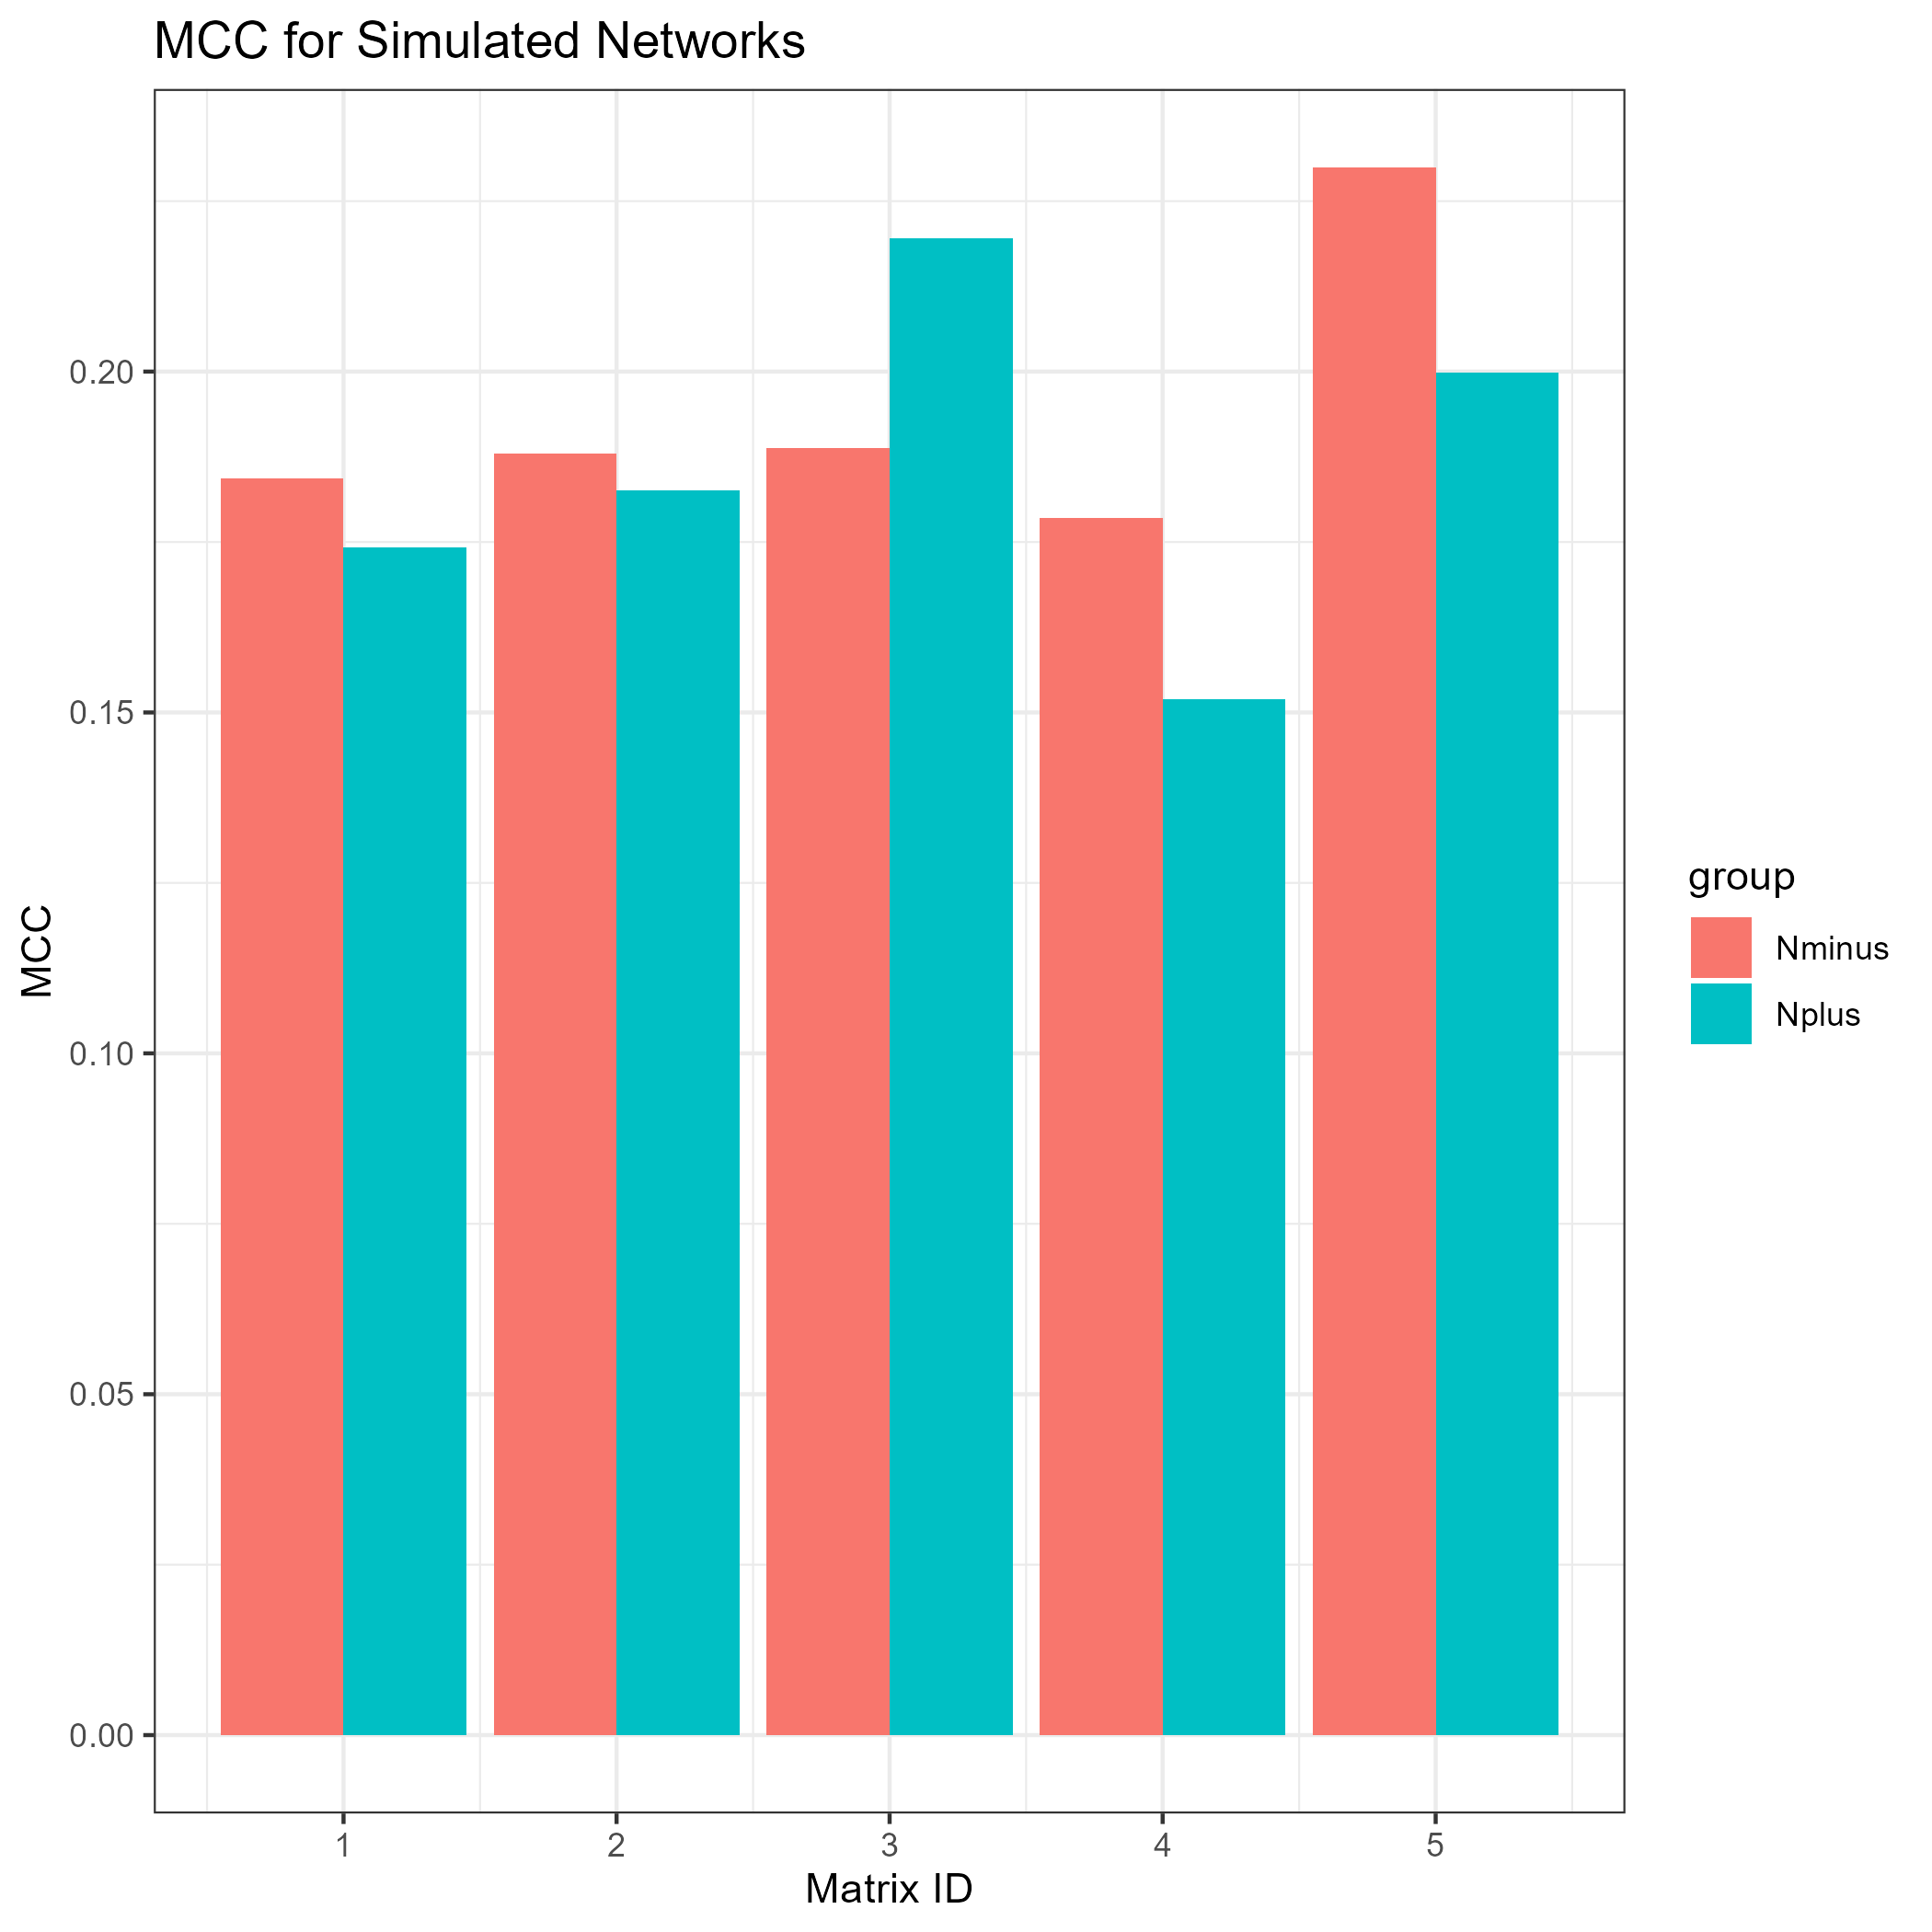 MCC for Simulated Networks
0.20
0.15
0.10
0.05
0.00
MCC
1 2 3 4 5
Matrix ID
group
Nminus
Nplus